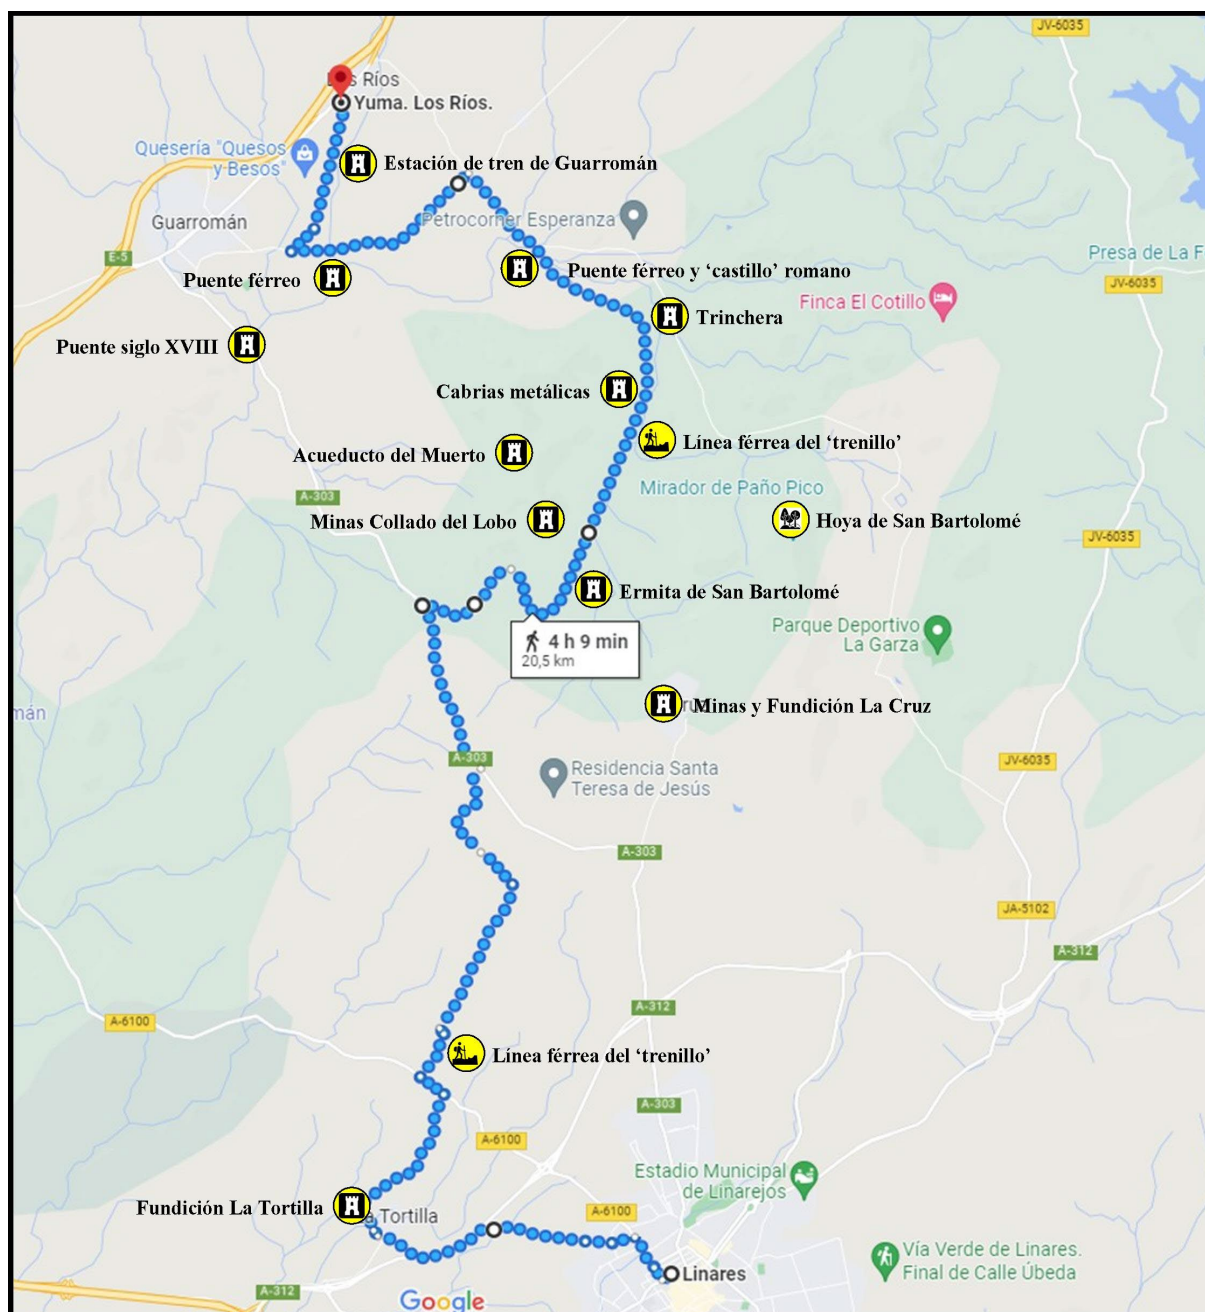 JV-6035
Los Ríos
Yuma. Los Ríos.
Quesería "Quesos
y Besos"
Estación de tren de Guarromán
Guarromán
Petrocorner Esperanza
E-5
Presa de La F
Puente férreo
Puente férreo y ‘castillo’ romano
JV-6035
Finca El Cotillo
Trinchera
Puente siglo XVIII
Cabrias metálicas
Línea férrea del ‘trenillo’
Acueducto del Muerto
Mirador de Paño Pico
A-303
Minas Collado del Lobo
Hoya de San Bartolomé
JV-6035
Ermita de San Bartolomé
Parque Deportivo
La Garza
4 h 9 min
20,5 km
mán
Minas y Fundición La Cruz
A-303
JV-6035
Residencia Santa
Teresa de Jesús
A-303
JA-5102
A-312
A-312
A-6100
Línea férrea del ‘trenillo’
A-303
A-6100
Estadio Municipal
de Linarejos
Fundición La Tortilla
a Tortilla
A-6100
Vía Verde de Linares.
Final de Calle Úbeda
Linares
A-312
Google